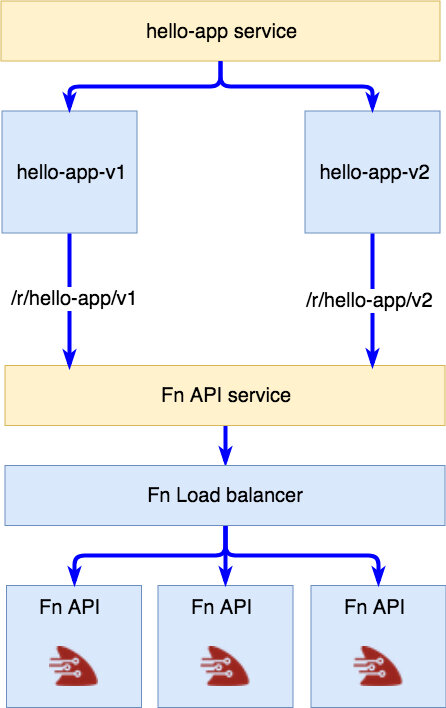 hello-app service
hello-app-v1
hello-app-v2
/r/hello-app/v1
/r/hello-app/v2
Fn API service
Fn Load balancer
Fn API
Fn API
Fn API